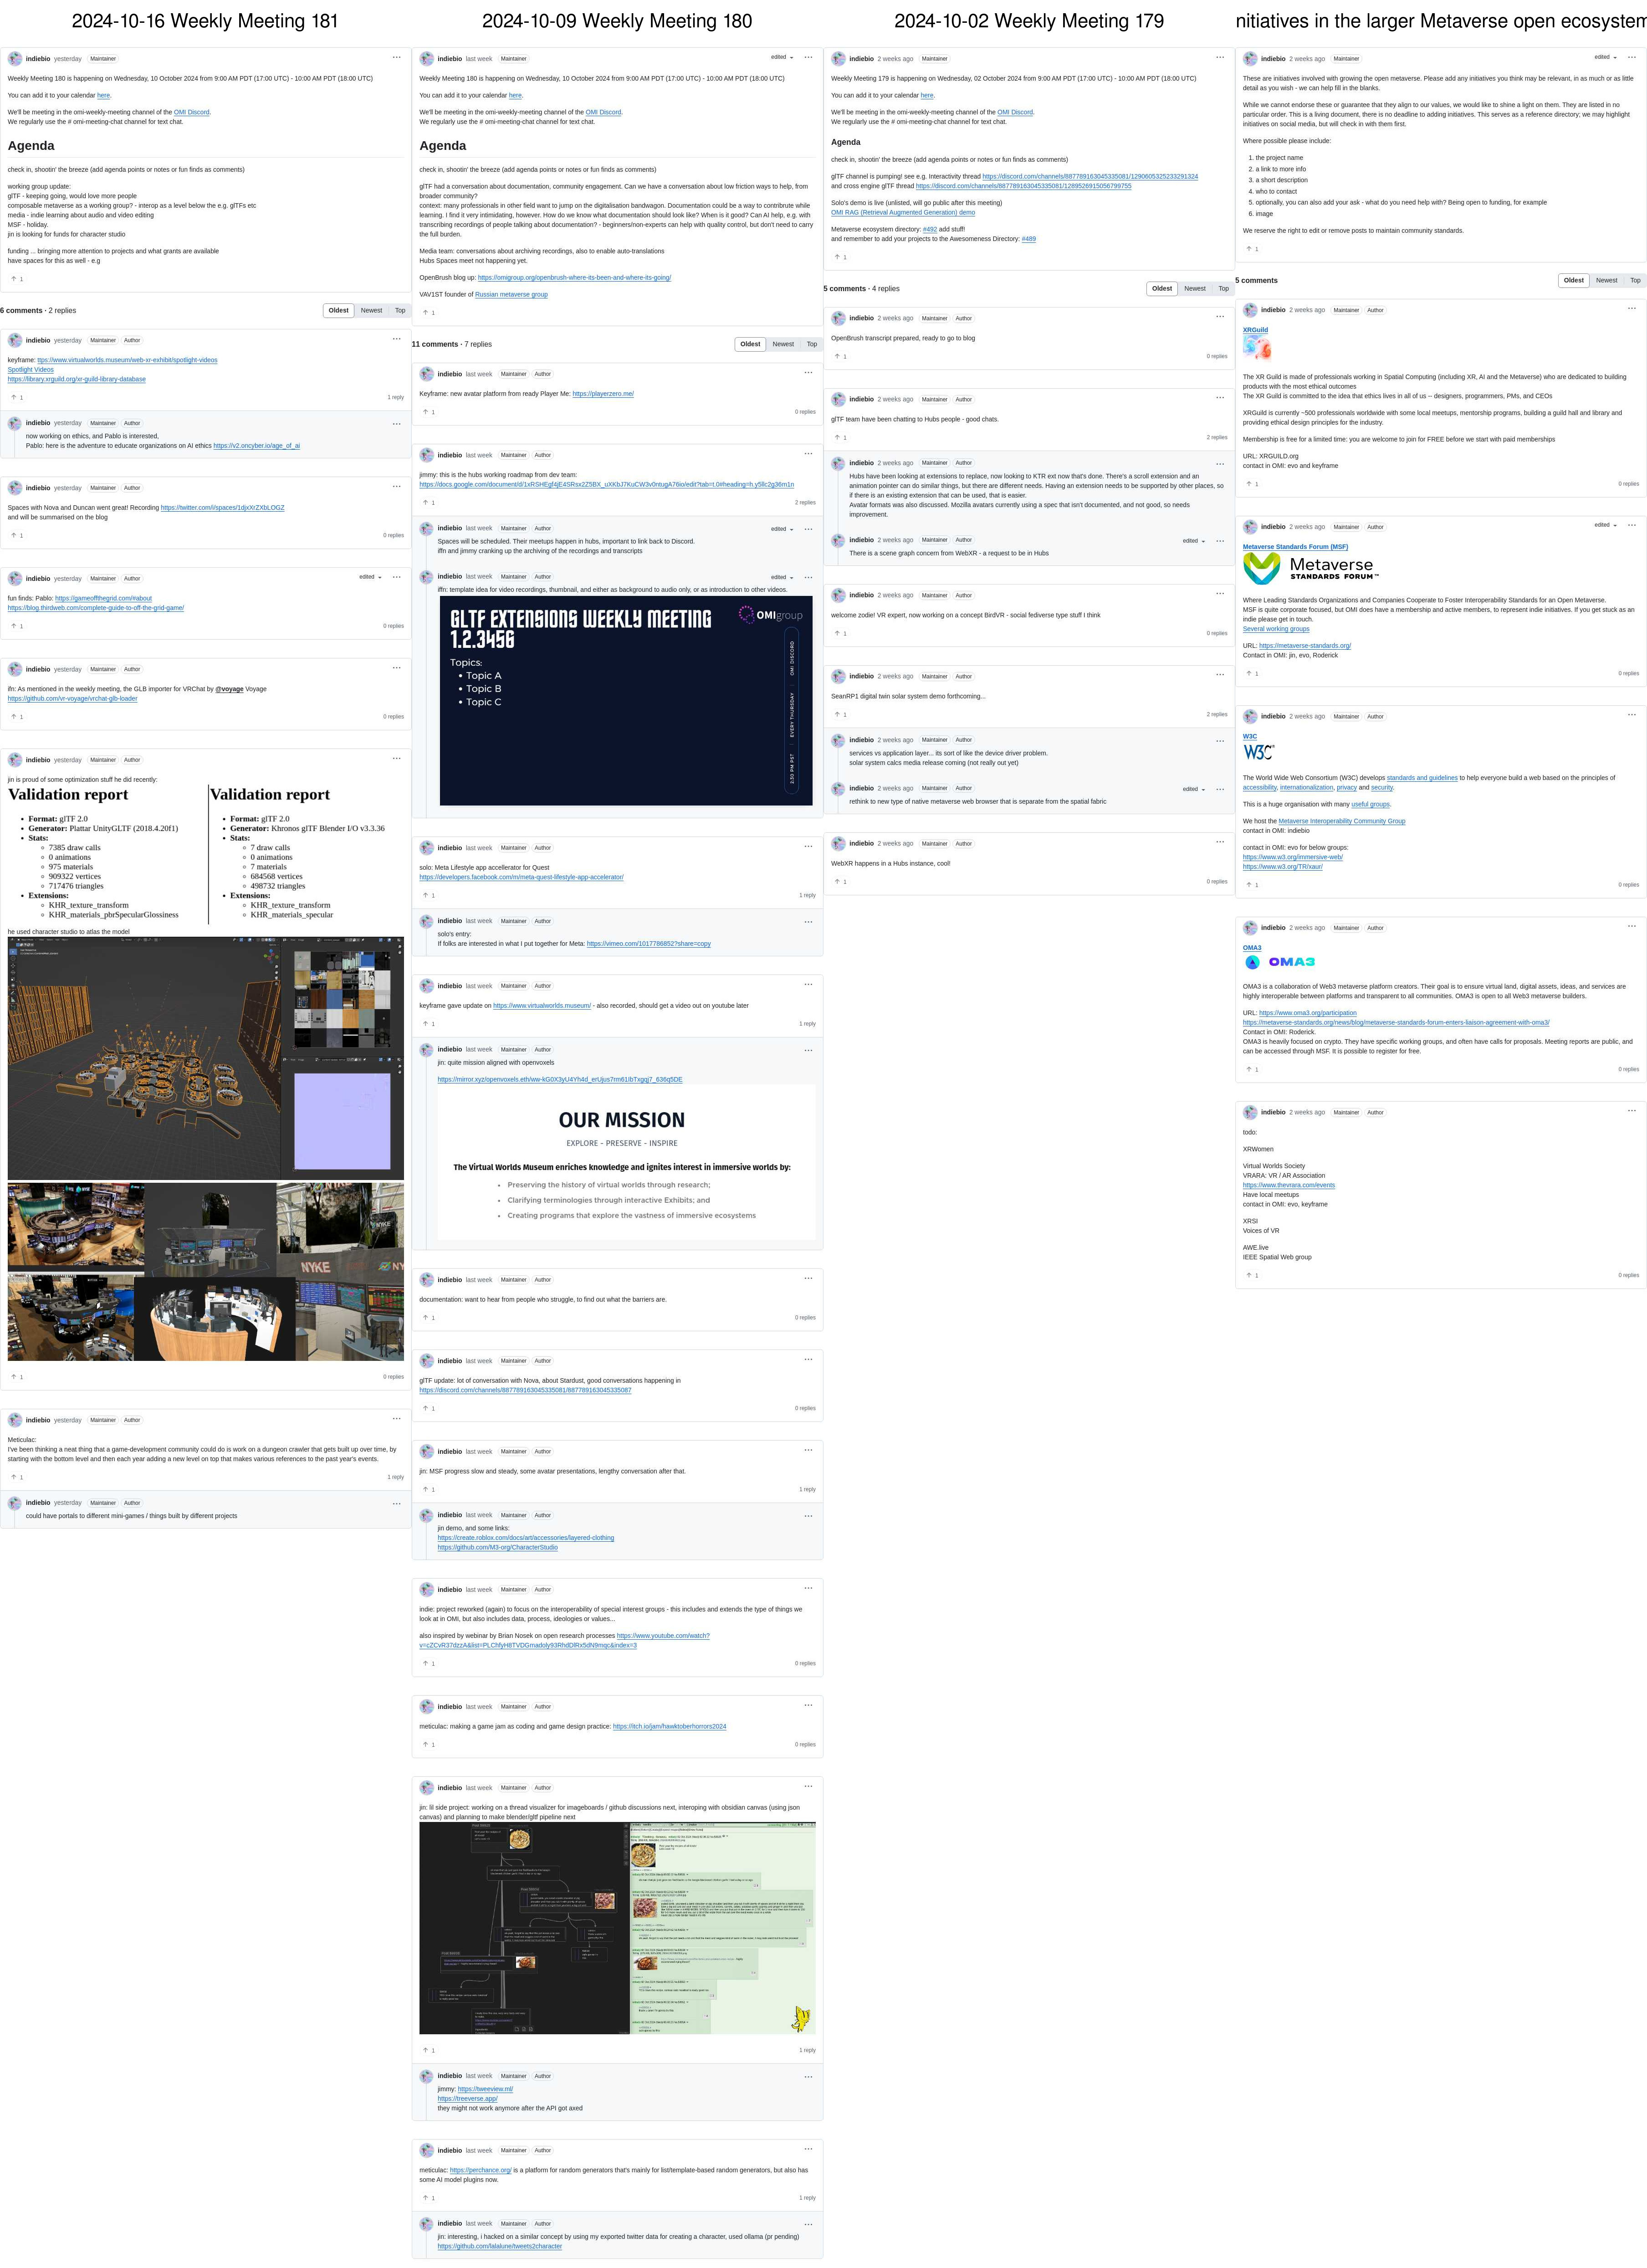 2024-10-16 Weekly Meeting 181
indiebio yesterday Maintainer
Weekly Meeting 180 is happening on Wednesday, 10 October 2024 from 9:00 AM PDT (17:00 UTC) - 10:00 AM PDT (18:00 UTC)
You can add it to your calendar here.
We'll be meeting in the omi-weekly-meeting channel of the OMI Discord.
We regularly use the # omi-meeting-chat channel for text chat.
Agenda
check in, shootin' the breeze (add agenda points or notes or fun finds as comments)
working group update:
glTF - keeping going, would love more people
composable metaverse as a working group? - interop as a level below the e.g. glTFs etc
media - indie learning about audio and video editing
MSF - holiday.
jin is looking for funds for character studio
funding ... bringing more attention to projects and what grants are available
have spaces for this as well - e.g
1
6 comments · 2 replies
Oldest Newest Top
indiebio yesterday Maintainer Author
keyframe: ttps://www.virtualworlds.museum/web-xr-exhibit/spotlight-videos
Spotlight Videos
https://library.xrguild.org/xr-guild-library-database
1 1 reply
indiebio yesterday Maintainer Author
now working on ethics, and Pablo is interested,
Pablo: here is the adventure to educate organizations on AI ethics https://v2.oncyber.io/age_of_ai
indiebio yesterday Maintainer Author
Spaces with Nova and Duncan went great! Recording https://twitter.com/i/spaces/1djxXrZXbLOGZ
and will be summarised on the blog
1 0 replies
indiebio yesterday Maintainer Author edited
fun finds: Pablo: https://gameoffthegrid.com/#about
https://blog.thirdweb.com/complete-guide-to-off-the-grid-game/
1 0 replies
indiebio yesterday Maintainer Author
ifn: As mentioned in the weekly meeting, the GLB importer for VRChat by @voyage Voyage
https://github.com/vr-voyage/vrchat-glb-loader
1 0 replies
indiebio yesterday Maintainer Author
jin is proud of some optimization stuff he did recently:
Validation report
• Format: glTF 2.0
• Generator: Plattar UnityGLTF (2018.4.20f1)
• Stats:
7385 draw calls
0 animations
975 materials
909322 vertices
717476 triangles
• Extensions:
KHR_texture_transform
KHR_materials_pbrSpecularGlossiness
Validation report
• Format: glTF 2.0
• Generator: Khronos glTF Blender I/O v3.3.36
• Stats:
7 draw calls
0 animations
7 materials
684568 vertices
498732 triangles
• Extensions:
KHR_texture_transform
KHR_materials_specular
he used character studio to atlas the model
NYKE
NY
1 0 replies
indiebio yesterday Maintainer Author
Meticulac:
I've been thinking a neat thing that a game-development community could do is work on a dungeon crawler that gets built up over time, by
starting with the bottom level and then each year adding a new level on top that makes various references to the past year's events.
1 1 reply
indiebio yesterday Maintainer Author
could have portals to different mini-games / things built by different projects
2024-10-09 Weekly Meeting 180
indiebio last week Maintainer edited
Weekly Meeting 180 is happening on Wednesday, 10 October 2024 from 9:00 AM PDT (17:00 UTC) - 10:00 AM PDT (18:00 UTC)
You can add it to your calendar here.
We'll be meeting in the omi-weekly-meeting channel of the OMI Discord.
We regularly use the # omi-meeting-chat channel for text chat.
Agenda
check in, shootin' the breeze (add agenda points or notes or fun finds as comments)
glTF had a conversation about documentation, community engagement. Can we have a conversation about low friction ways to help, from
broader community?
context: many professionals in other field want to jump on the digitalisation bandwagon. Documentation could be a way to contribute while
learning. I find it very intimidating, however. How do we know what documentation should look like? When is it good? Can AI help, e.g. with
transcribing recordings of people talking about documentation? - beginners/non-experts can help with quality control, but don't need to carry
the full burden.
Media team: conversations about archiving recordings, also to enable auto-translations
Hubs Spaces meet not happening yet.
OpenBrush blog up: https://omigroup.org/openbrush-where-its-been-and-where-its-going/
VAV1ST founder of Russian metaverse group
1
11 comments · 7 replies
Oldest Newest Top
indiebio last week Maintainer Author
Keyframe: new avatar platform from ready Player Me: https://playerzero.me/
1 0 replies
indiebio last week Maintainer Author
jimmy: this is the hubs working roadmap from dev team:
1 2 replies
indiebio last week Maintainer Author edited
Spaces will be scheduled. Their meetups happen in hubs, important to link back to Discord.
iffn and jimmy cranking up the archiving of the recordings and transcripts
indiebio last week Maintainer Author edited
Iffn: template idea for video recordings, thumbnail, and either as background to audio only, or as introduction to other videos.
GLTF EXTENSIONS WEEKLY MEETING
1.2.3456
OMIgroup
Topics:
• Topic A
• Topic B
• Topic C
2:30 PM PST EVERY THURSDAY OMI DISCORD
indiebio last week Maintainer Author
solo: Meta Lifestyle app accellerator for Quest
https://developers.facebook.com/m/meta-quest-lifestyle-app-accelerator/
1 1 reply
indiebio last week Maintainer Author
solo's entry:
If folks are interested in what I put together for Meta: https://vimeo.com/1017786852?share=copy
indiebio last week Maintainer Author
keyframe gave update on https://www.virtualworlds.museum/ - also recorded, should get a video out on youtube later
1 1 reply
indiebio last week Maintainer Author
jin: quite mission aligned with openvoxels
OUR MISSION
EXPLORE - PRESERVE - INSPIRE
The Virtual Worlds Museum enriches knowledge and ignites interest in immersive worlds by:
• Preserving the history of virtual worlds through research;
• Clarifying terminologies through interactive Exhibits; and
• Creating programs that explore the vastness of immersive ecosystems
indiebio last week Maintainer Author
documentation: want to hear from people who struggle, to find out what the barriers are.
1 0 replies
indiebio last week Maintainer Author
glTF update: lot of conversation with Nova, about Stardust, good conversations happening in
https://discord.com/channels/887789163045335081/887789163045335087
1 0 replies
indiebio last week Maintainer Author
jin: MSF progress slow and steady, some avatar presentations, lengthy conversation after that.
1 1 reply
indiebio last week Maintainer Author
jin demo, and some links:
https://create.roblox.com/docs/art/accessories/layered-clothing
https://github.com/M3-org/CharacterStudio
indiebio last week Maintainer Author
indie: project reworked (again) to focus on the interoperability of special interest groups - this includes and extends the type of things we
look at in OMI, but also includes data, process, ideologies or values...
also inspired by webinar by Brian Nosek on open research processes https://www.youtube.com/watch?
1 0 replies
indiebio last week Maintainer Author
meticulac: making a game jam as coding and game design practice: https://itch.io/jam/hawktoberhorrors2024
1 0 replies
indiebio last week Maintainer Author
jin: lil side project: working on a thread visualizer for imageboards / github discussions next, interoping with obsidian canvas (using json
canvas) and planning to make blender/gltf pipeline next
1 1 reply
indiebio last week Maintainer Author
jimmy: https://tweeview.ml/
https://treeverse.app/
they might not work anymore after the API got axed
indiebio last week Maintainer Author
meticulac: https://perchance.org/ is a platform for random generators that's mainly for list/template-based random generators, but also has
some AI model plugins now.
1 1 reply
indiebio last week Maintainer Author
jin: interesting, i hacked on a similar concept by using my exported twitter data for creating a character, used ollama (pr pending)
https://github.com/lalalune/tweets2character
2024-10-02 Weekly Meeting 179
indiebio 2 weeks ago Maintainer
Weekly Meeting 179 is happening on Wednesday, 02 October 2024 from 9:00 AM PDT (17:00 UTC) - 10:00 AM PDT (18:00 UTC)
You can add it to your calendar here.
We'll be meeting in the omi-weekly-meeting channel of the OMI Discord.
We regularly use the # omi-meeting-chat channel for text chat.
Agenda
check in, shootin' the breeze (add agenda points or notes or fun finds as comments)
glTF channel is pumping! see e.g. Interactivity thread https://discord.com/channels/887789163045335081/1290605325233291324
and cross engine glTF thread https://discord.com/channels/887789163045335081/1289526915056799755
Solo's demo is live (unlisted, will go public after this meeting)
OMI RAG (Retrieval Augmented Generation) demo
Metaverse ecosystem directory: #492 add stuff!
and remember to add your projects to the Awesomeness Directory: #489
1
5 comments · 4 replies
Oldest Newest Top
indiebio 2 weeks ago Maintainer Author
OpenBrush transcript prepared, ready to go to blog
1 0 replies
indiebio 2 weeks ago Maintainer Author
glTF team have been chatting to Hubs people - good chats.
1 2 replies
indiebio 2 weeks ago Maintainer Author
Hubs have been looking at extensions to replace, now looking to KTR ext now that's done. There's a scroll extension and an
animation pointer can do similar things, but there are different needs. Having an extension needs to be supported by other places, so
if there is an existing extension that can be used, that is easier.
Avatar formats was also discussed. Mozilla avatars currently using a spec that isn't documented, and not good, so needs
improvement.
indiebio 2 weeks ago Maintainer Author edited
There is a scene graph concern from WebXR - a request to be in Hubs
indiebio 2 weeks ago Maintainer Author
welcome zodie! VR expert, now working on a concept BirdVR - social fediverse type stuff I think
1 0 replies
indiebio 2 weeks ago Maintainer Author
SeanRP1 digital twin solar system demo forthcoming...
1 2 replies
indiebio 2 weeks ago Maintainer Author
services vs application layer... its sort of like the device driver problem.
solar system calcs media release coming (not really out yet)
indiebio 2 weeks ago Maintainer Author edited
rethink to new type of native metaverse web browser that is separate from the spatial fabric
indiebio 2 weeks ago Maintainer Author
WebXR happens in a Hubs instance, cool!
1 0 replies
nitiatives in the larger Metaverse open ecosystem
indiebio 2 weeks ago Maintainer edited
These are initiatives involved with growing the open metaverse. Please add any initiatives you think may be relevant, in as much or as little
detail as you wish - we can help fill in the blanks.
While we cannot endorse these or guarantee that they align to our values, we would like to shine a light on them. They are listed in no
particular order. This is a living document, there is no deadline to adding initiatives. This serves as a reference directory; we may highlight
initiatives on social media, but will check in with them first.
Where possible please include:
1. the project name
2. a link to more info
3. a short description
4. who to contact
5. optionally, you can also add your ask - what do you need help with? Being open to funding, for example
6. image
We reserve the right to edit or remove posts to maintain community standards.
1
5 comments
Oldest Newest Top
indiebio 2 weeks ago Maintainer Author
XRGuild
The XR Guild is made of professionals working in Spatial Computing (including XR, AI and the Metaverse) who are dedicated to building
products with the most ethical outcomes
The XR Guild is committed to the idea that ethics lives in all of us -- designers, programmers, PMs, and CEOs
XRGuild is currently ~500 professionals worldwide with some local meetups, mentorship programs, building a guild hall and library and
providing ethical design principles for the industry.
Membership is free for a limited time: you are welcome to join for FREE before we start with paid memberships
URL: XRGUILD.org
contact in OMI: evo and keyframe
1 0 replies
indiebio 2 weeks ago Maintainer Author edited
Metaverse Standards Forum (MSF)
Metaverse
STANDARDS FORUM™
Where Leading Standards Organizations and Companies Cooperate to Foster Interoperability Standards for an Open Metaverse.
MSF is quite corporate focused, but OMI does have a membership and active members, to represent indie initiatives. If you get stuck as an
indie please get in touch.
Several working groups
URL: https://metaverse-standards.org/
Contact in OMI: jin, evo, Roderick
1 0 replies
indiebio 2 weeks ago Maintainer Author
W3C
W3C®
The World Wide Web Consortium (W3C) develops standards and guidelines to help everyone build a web based on the principles of
accessibility, internationalization, privacy and security.
This is a huge organisation with many useful groups.
We host the Metaverse Interoperability Community Group
contact in OMI: indiebio
contact in OMI: evo for below groups:
https://www.w3.org/immersive-web/
https://www.w3.org/TR/xaur/
1 0 replies
indiebio 2 weeks ago Maintainer Author
OMA3
OMA3
OMA3 is a collaboration of Web3 metaverse platform creators. Their goal is to ensure virtual land, digital assets, ideas, and services are
highly interoperable between platforms and transparent to all communities. OMA3 is open to all Web3 metaverse builders.
URL: https://www.oma3.org/participation
https://metaverse-standards.org/news/blog/metaverse-standards-forum-enters-liaison-agreement-with-oma3/
Contact in OMI: Roderick.
OMA3 is heavily focused on crypto. They have specific working groups, and often have calls for proposals. Meeting reports are public, and
can be accessed through MSF. It is possible to register for free.
1 0 replies
indiebio 2 weeks ago Maintainer Author
todo:
XRWomen
Virtual Worlds Society
VRARA: VR / AR Association
https://www.thevrara.com/events
Have local meetups
contact in OMI: evo, keyframe
XRSI
Voices of VR
AWE.live
IEEE Spatial Web group
1 0 replies